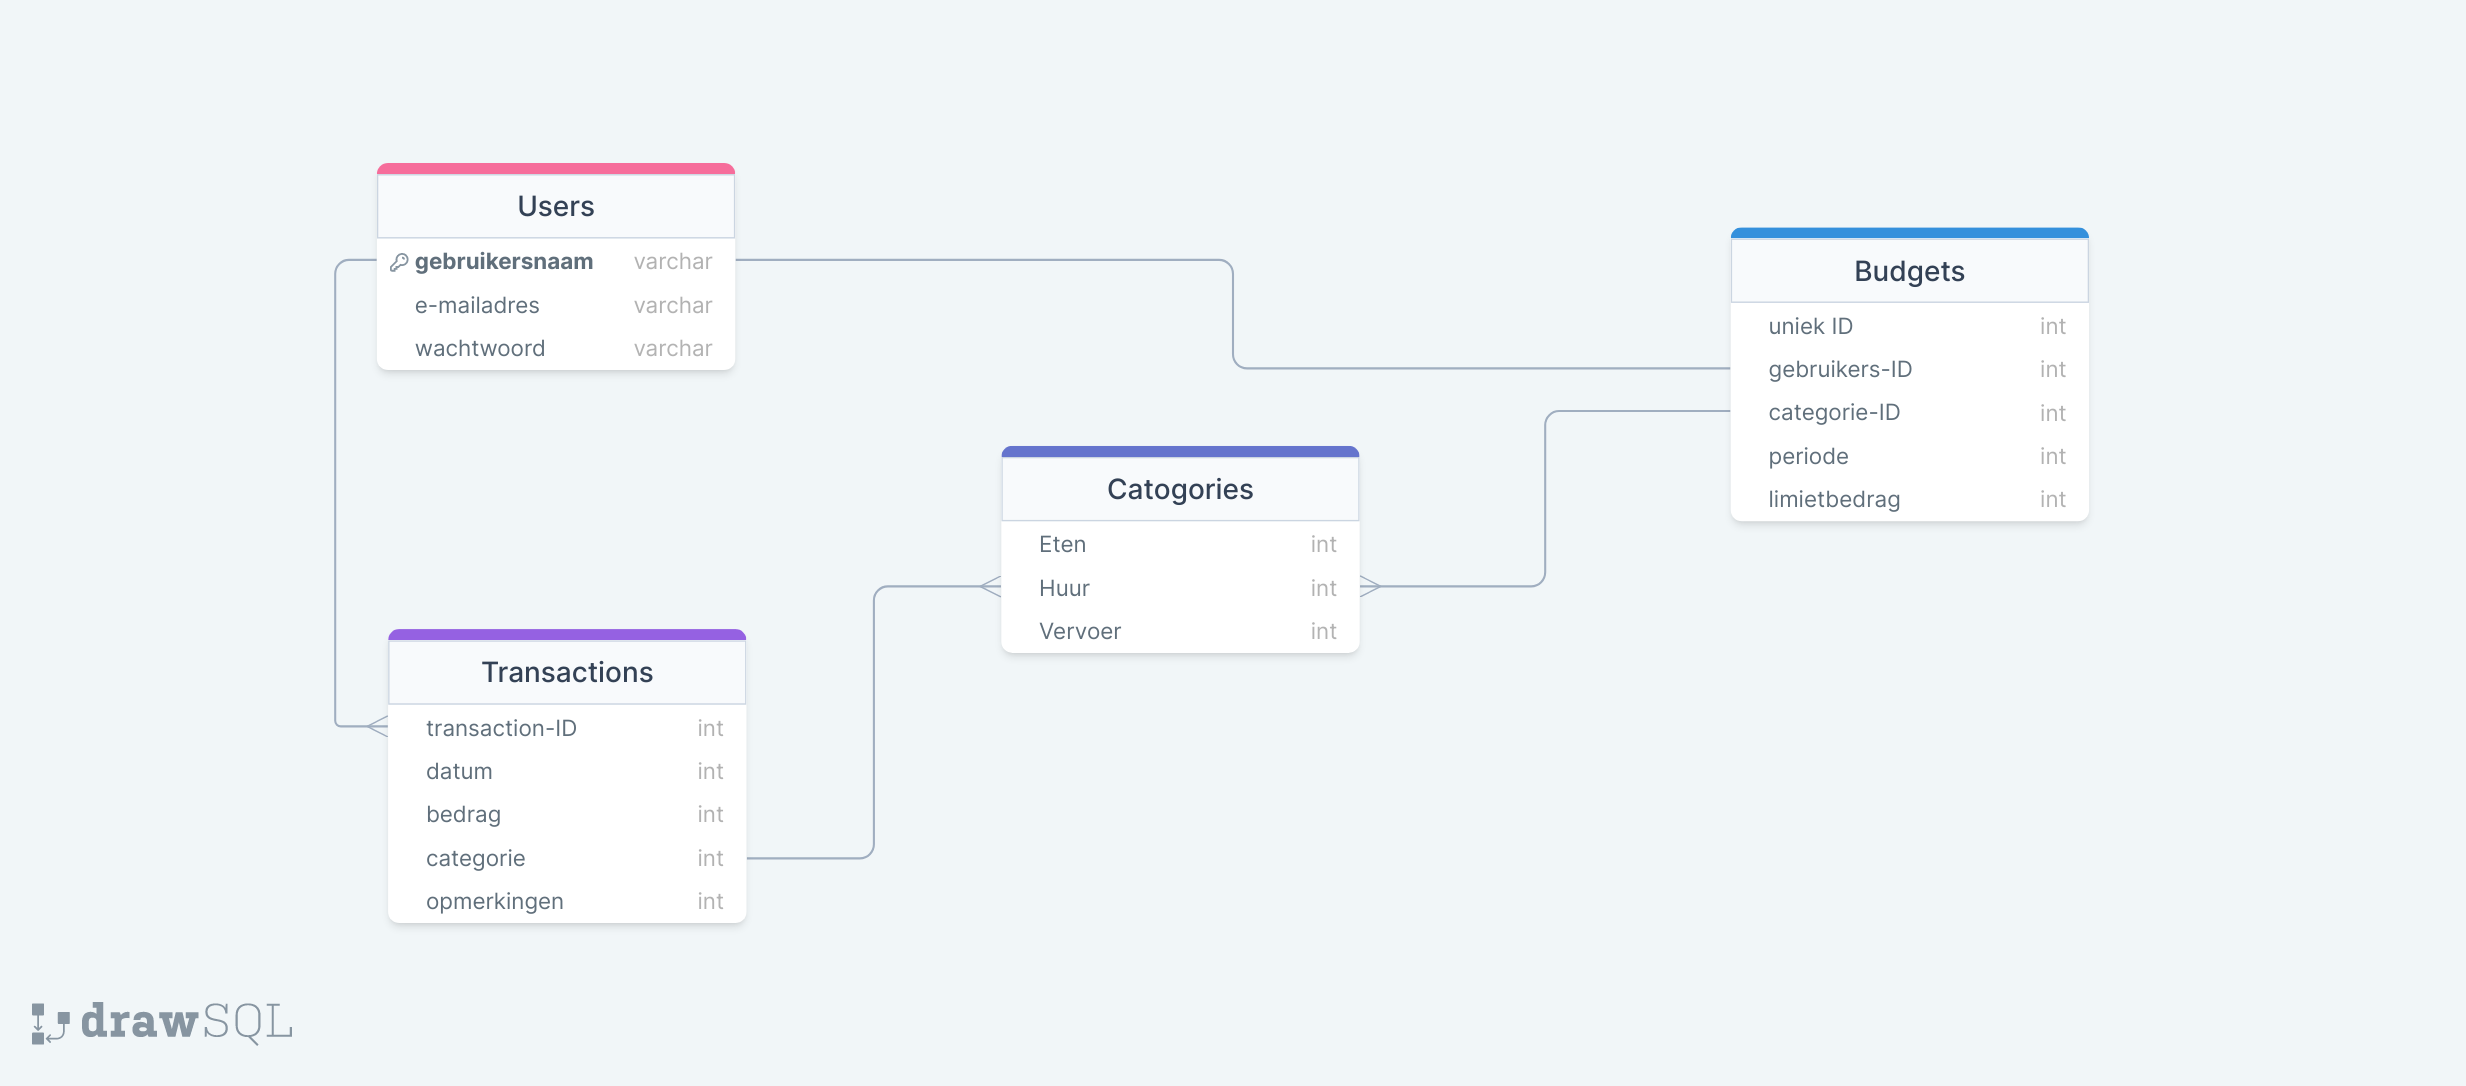 Users
gebruikersnaam varchar
e-mailadres varchar
wachtwoord varchar
Budgets
uniek ID int
gebruikers-ID int
categorie-ID int
periode int
limietbedrag int
Catogories
Eten int
Huur int
Vervoer int
Transactions
transaction-ID int
datum int
bedrag int
categorie int
opmerkingen int
drawSQL